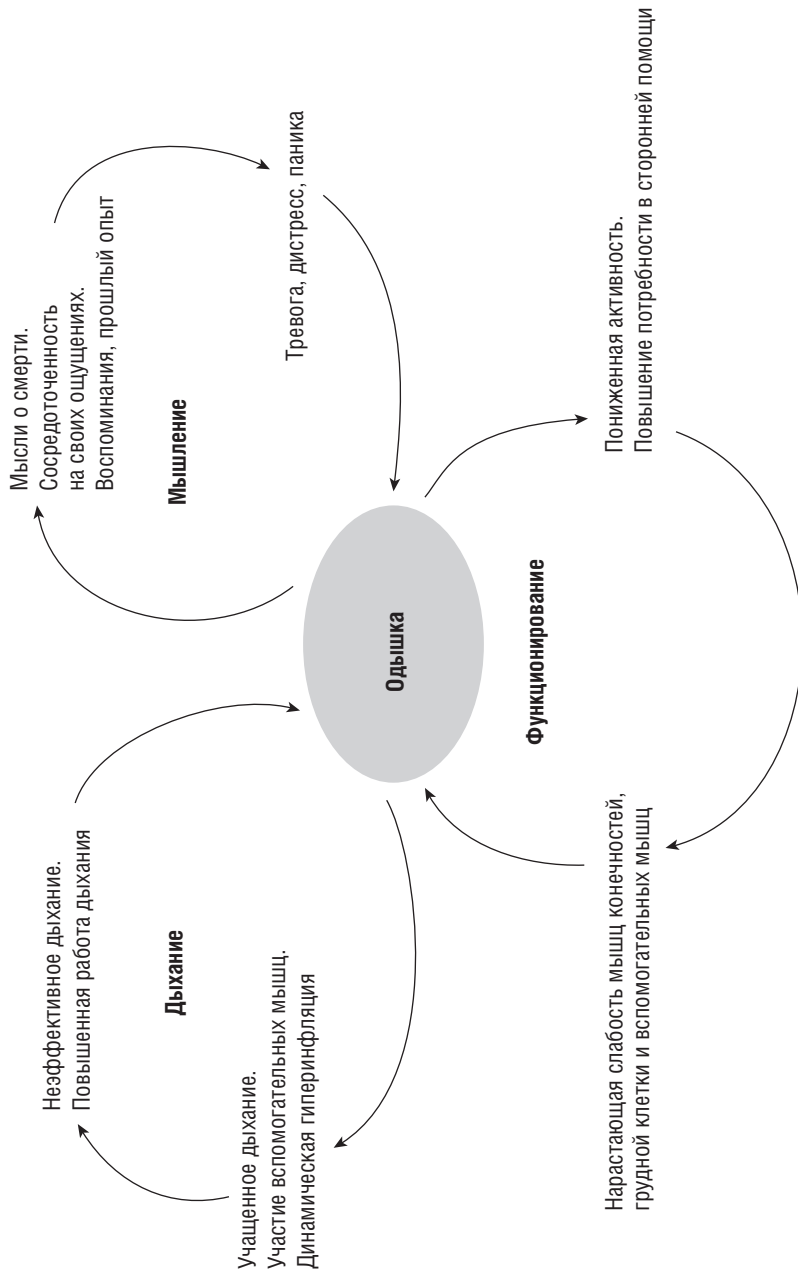 Неэффективное дыхание.
Повышенная работа дыхания
Дыхание
Учащенное дыхание.
Участие вспомогательных мышц.
Динамическая гиперинфляция
Мысли о смерти.
Сосредоточенность
на своих ощущениях.
Воспоминания, прошлый опыт
Мышление
Тревога, дистресс, паника
Одышка
Функционирование
Нарастающая слабость мышц конечностей,
грудной клетки и вспомогательных мышц
Пониженная активность.
Повышение потребности в сторонней помощи